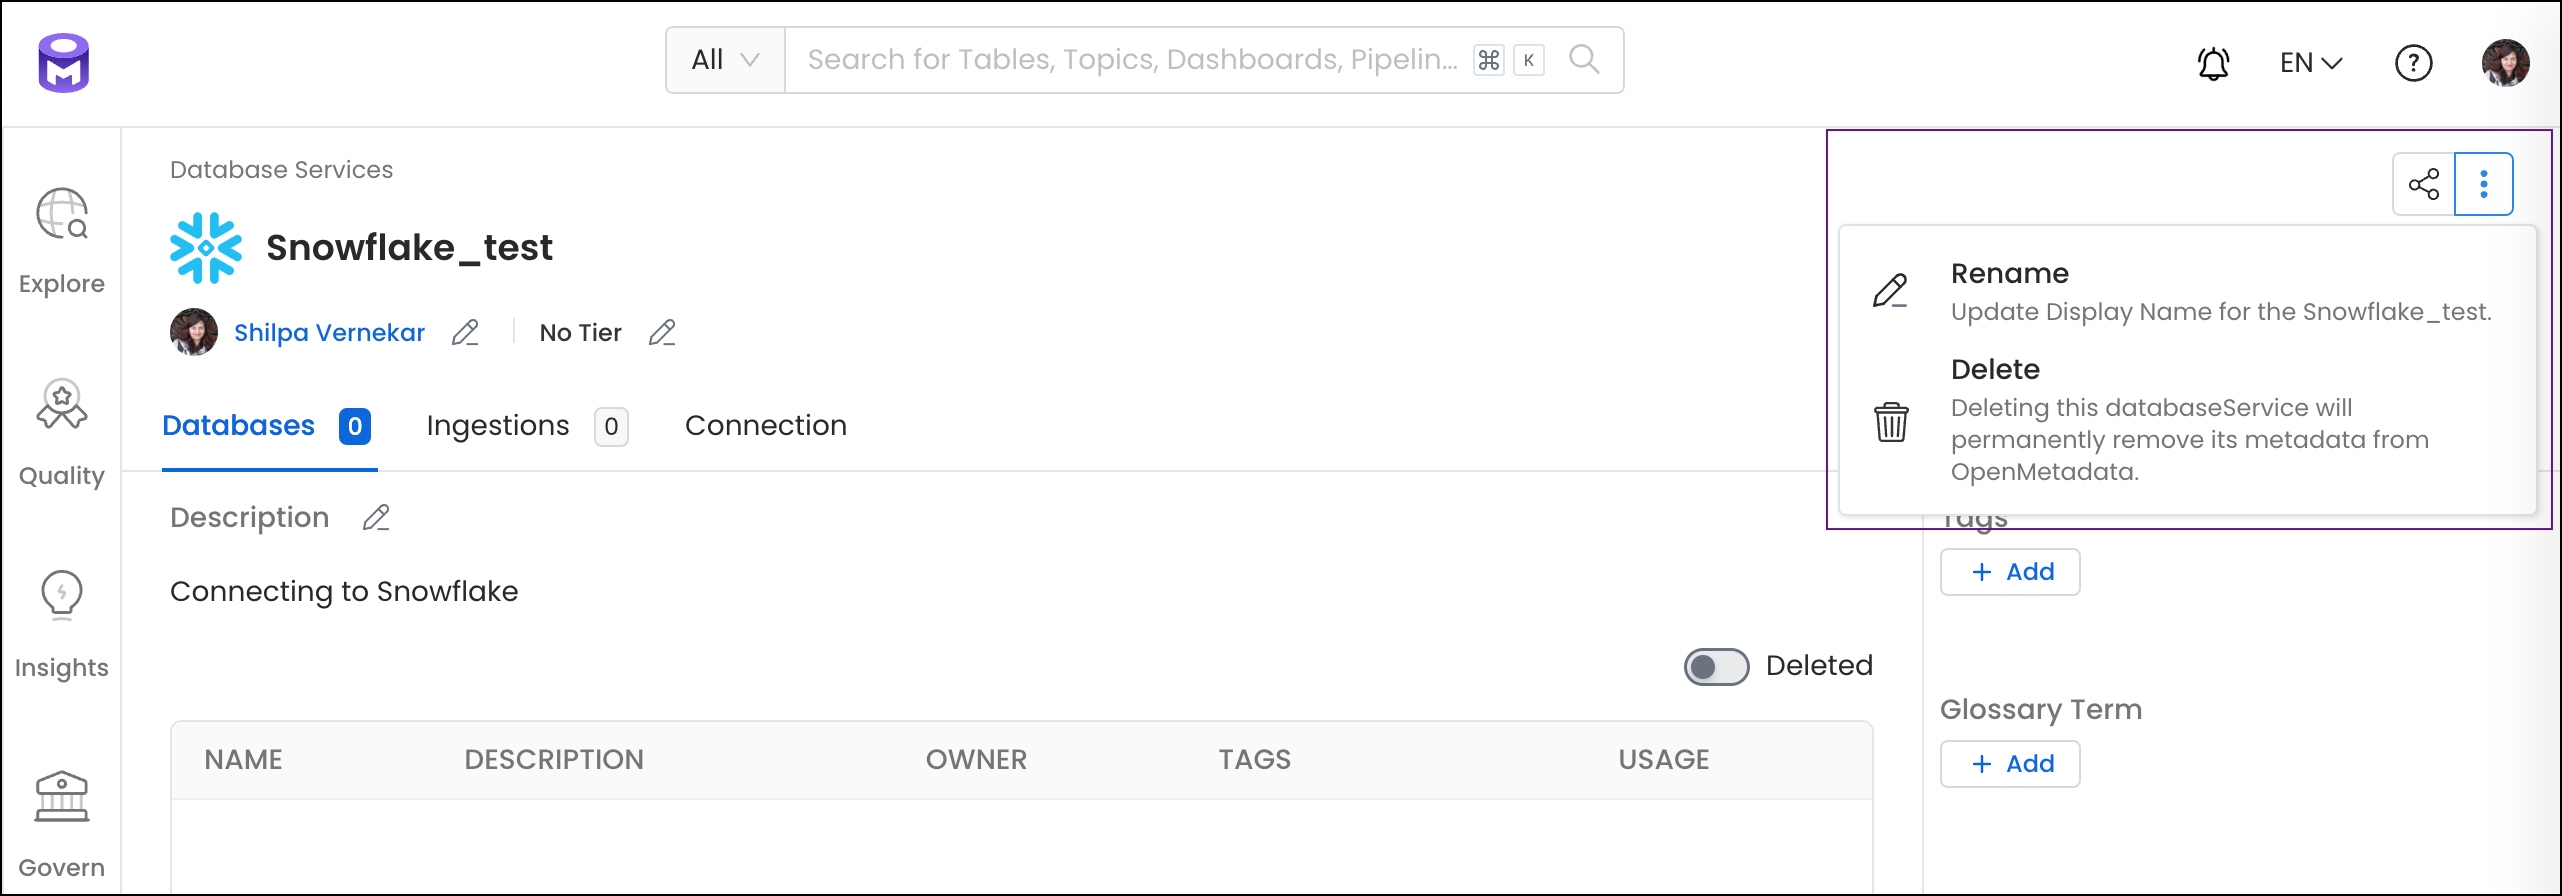 All
Search for Tables, Topics, Dashboards, Pipelin...
⌘ K
EN
?
Database Services
Snowflake_test
Shilpa Vernekar
No Tier
Databases 0
Ingestions 0
Connection
Rename
Update Display Name for the Snowflake_test.
Delete
Deleting this databaseService will
permanently remove its metadata from
OpenMetadata.
Explore
Quality
Insights
Govern
Description
Connecting to Snowflake
Deleted
NAME DESCRIPTION OWNER TAGS USAGE
Tags
+ Add
Glossary Term
+ Add